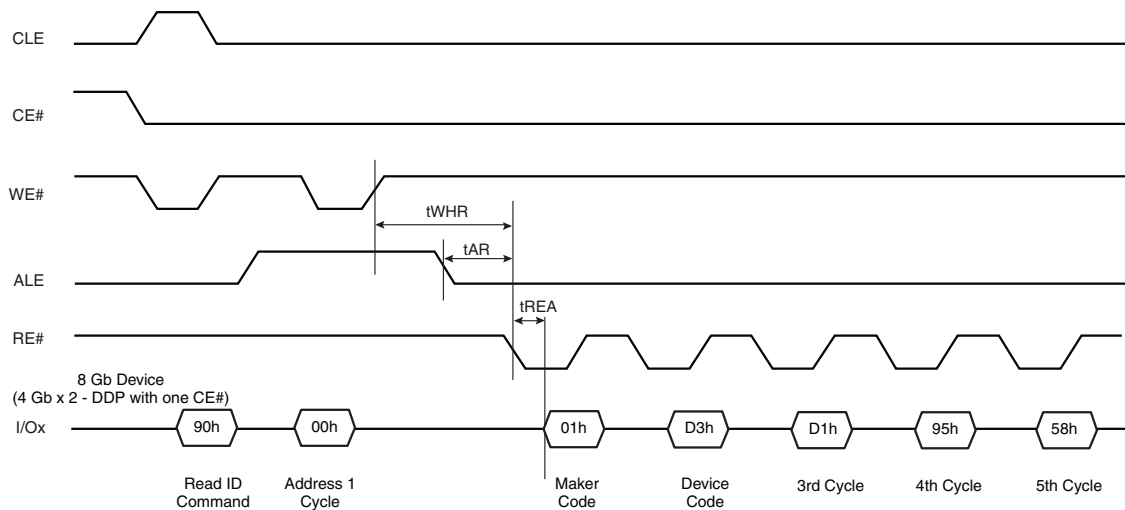 CLE
CE#
WE#
tWHR
tAR
ALE
tREA
RE#
8 Gb Device
(4 Gb x 2 - DDP with one CE#)
I/Ox 90h 00h 01h D3h D1h 95h 58h
Read ID Address 1 Maker Device 3rd Cycle 4th Cycle 5th Cycle
Command Cycle Code Code